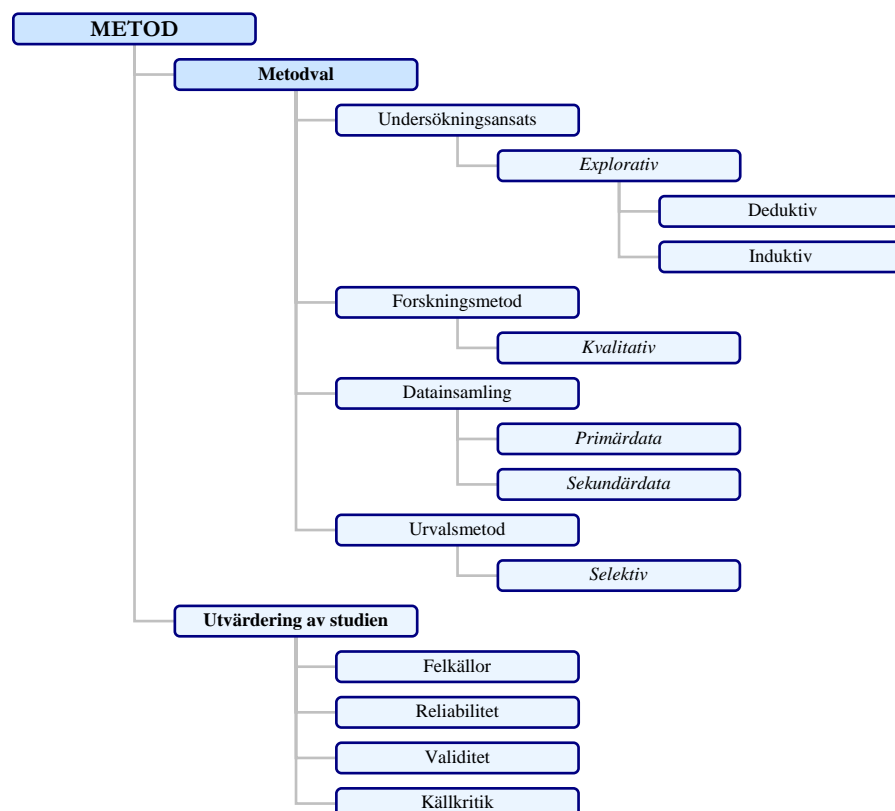 METOD
Metodval
Undersökningsansats
Explorativ
Deduktiv
Induktiv
Forskningsmetod
Kvalitativ
Datainsamling
Primärdata
Sekundärdata
Urvalsmetod
Selektiv
Utvärdering av studien
Felkällor
Reliabilitet
Validitet
Källkritik